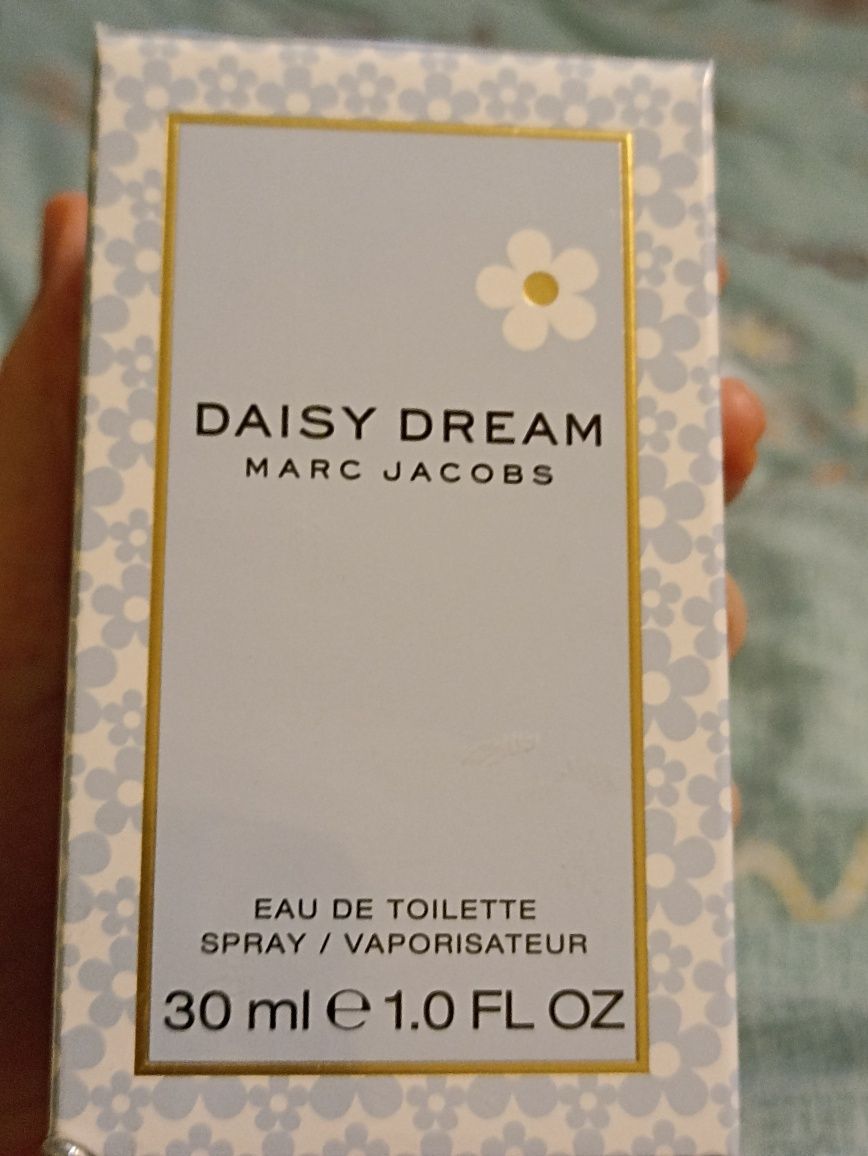 DAISY DREAM
MARC JACOBS
EAU DE TOILETTE
SPRAY / VAPORISATEUR
30 ml ℮ 1.0 FL OZ